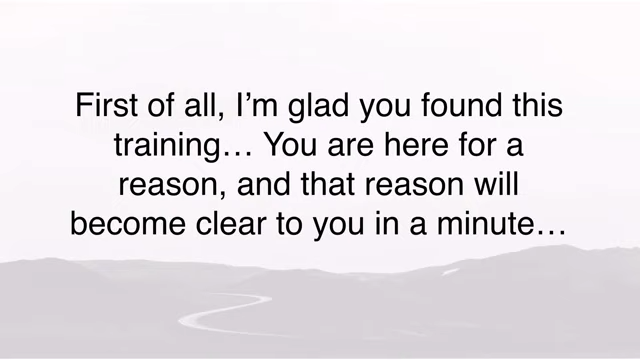 First of all, I’m glad you found this
training… You are here for a
reason, and that reason will
become clear to you in a minute…